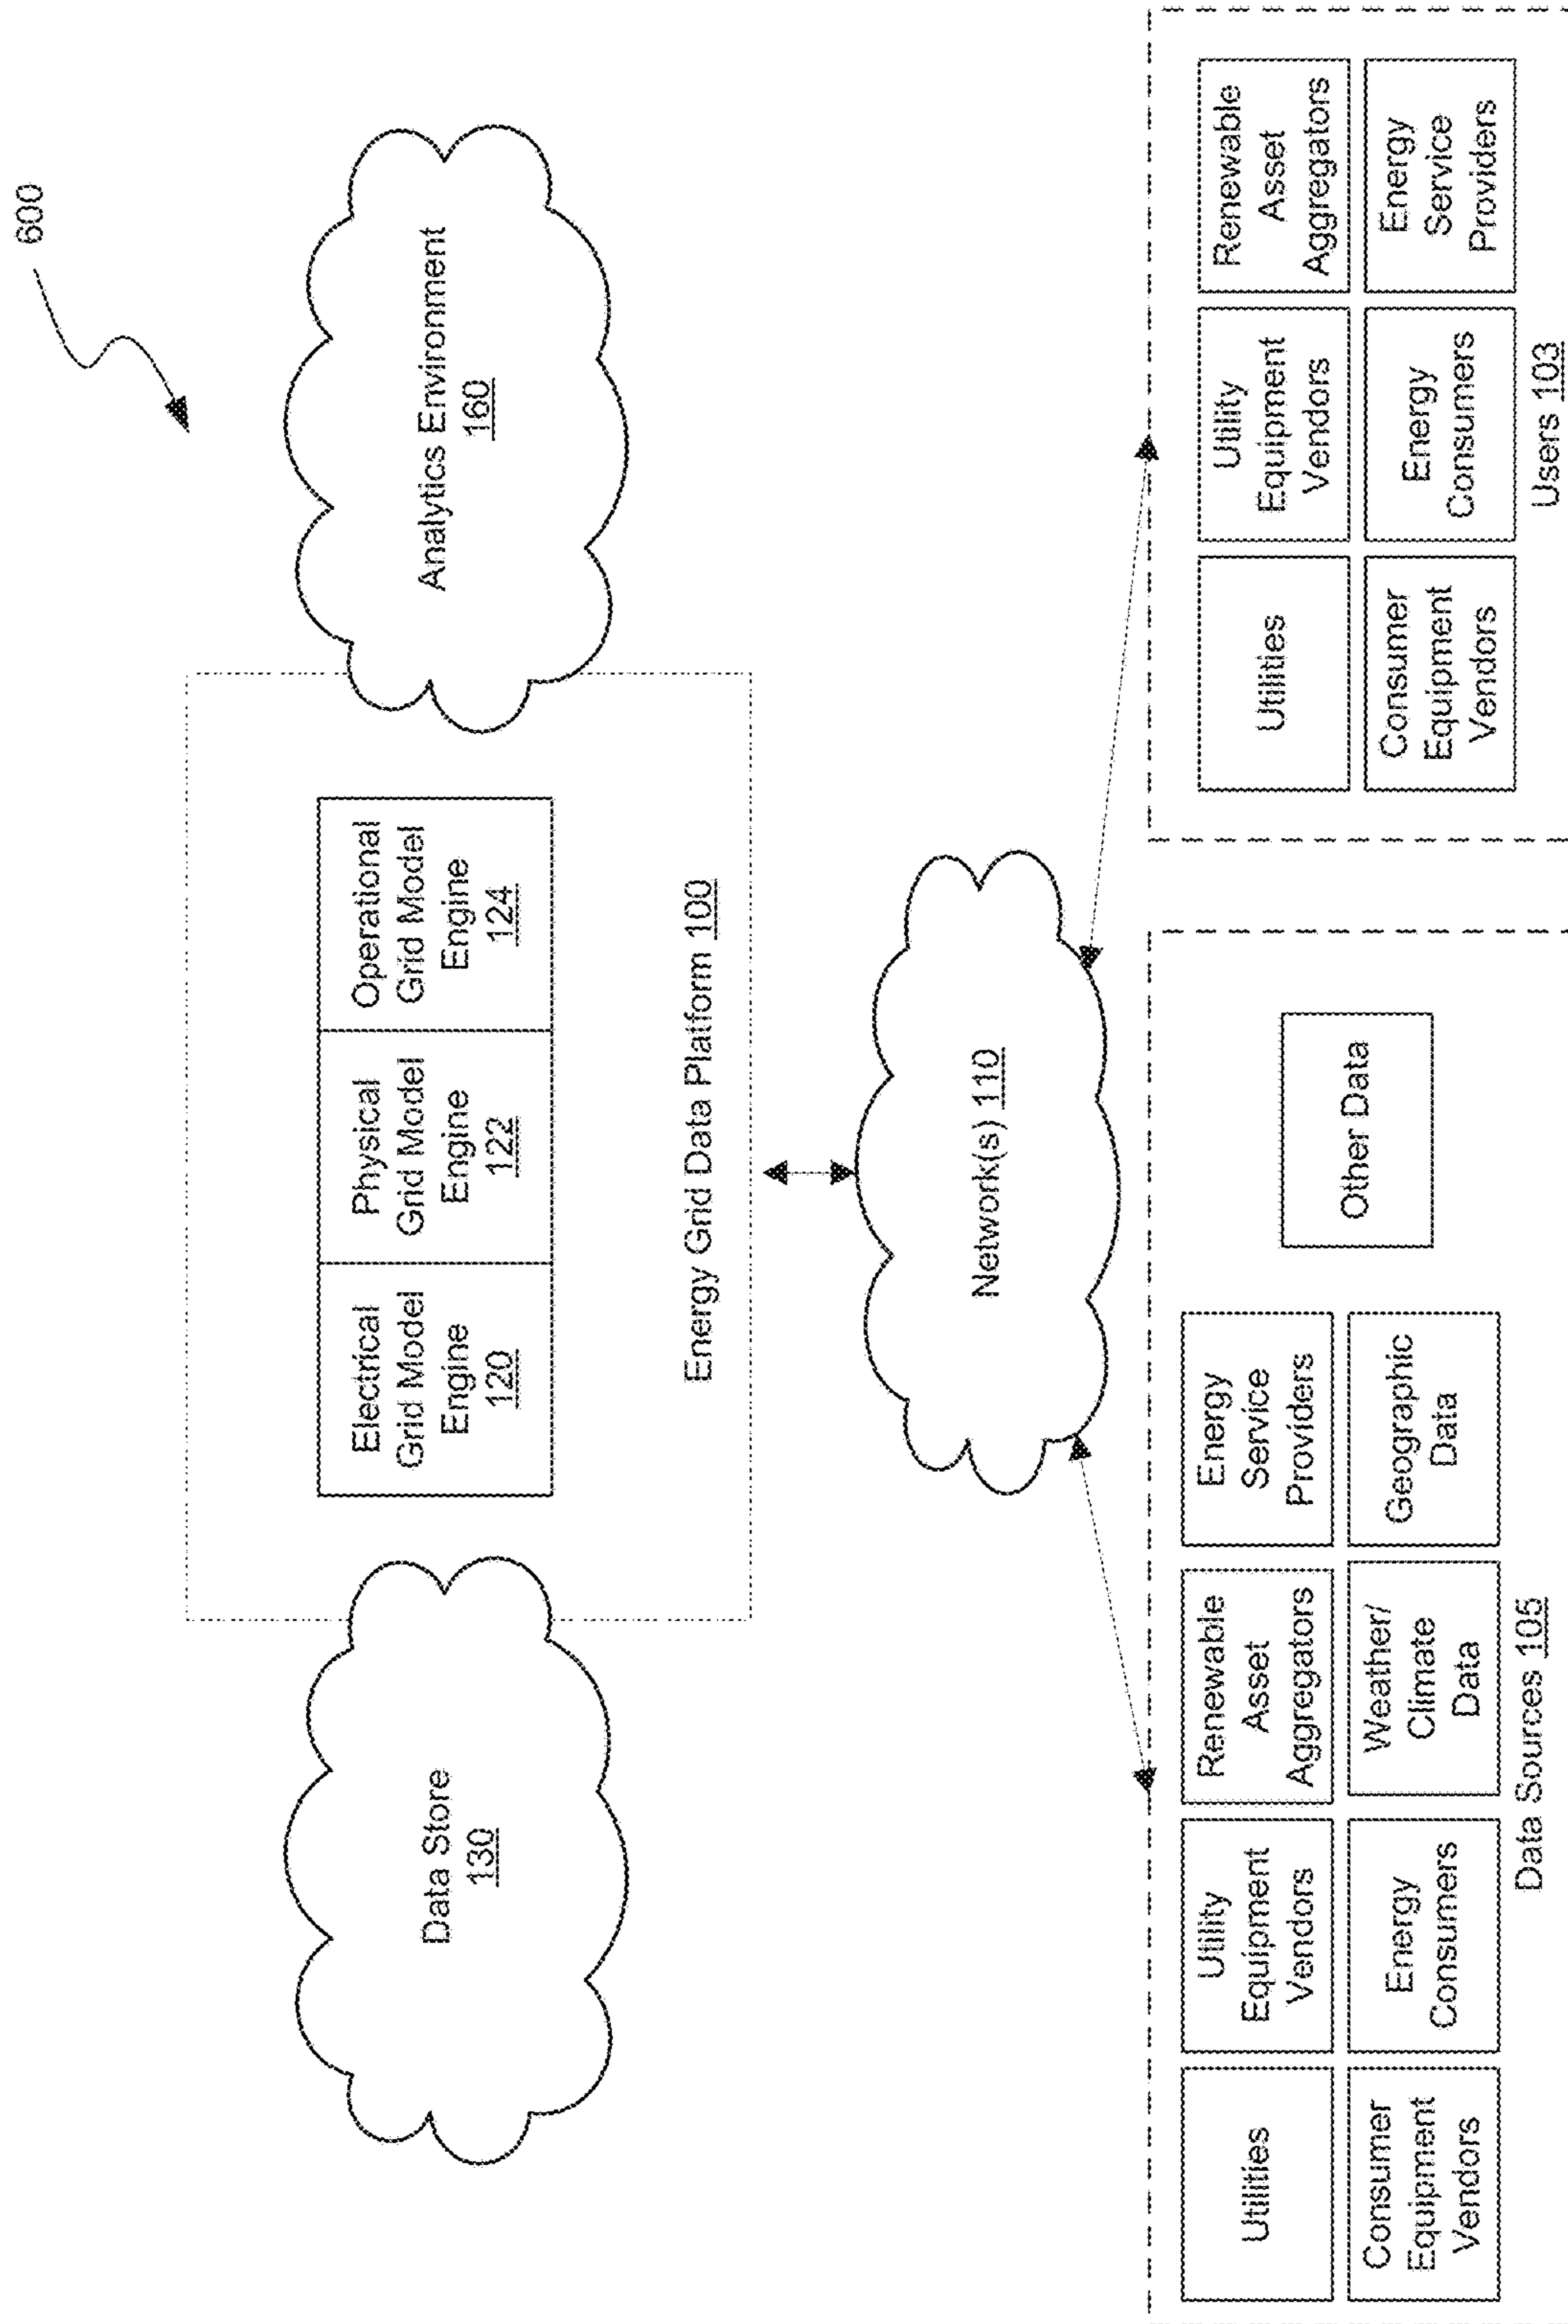 600
Data Store
130
Electrical
Grid Model
Engine
120
Physical
Grid Model
Engine
122
Operational
Grid Model
Engine
124
Energy Grid Data Platform 100
Analytics Environment
160
Network(s) 110
Utilities
Utility
Equipment
Vendors
Renewable
Asset
Aggregators
Energy
Service
Providers
Consumer
Equipment
Vendors
Energy
Consumers
Weather/
Climate
Data
Geographic
Data
Other Data
Data Sources 105
Utilities
Utility
Equipment
Vendors
Renewable
Asset
Aggregators
Consumer
Equipment
Vendors
Energy
Consumers
Energy
Service
Providers
Users 103